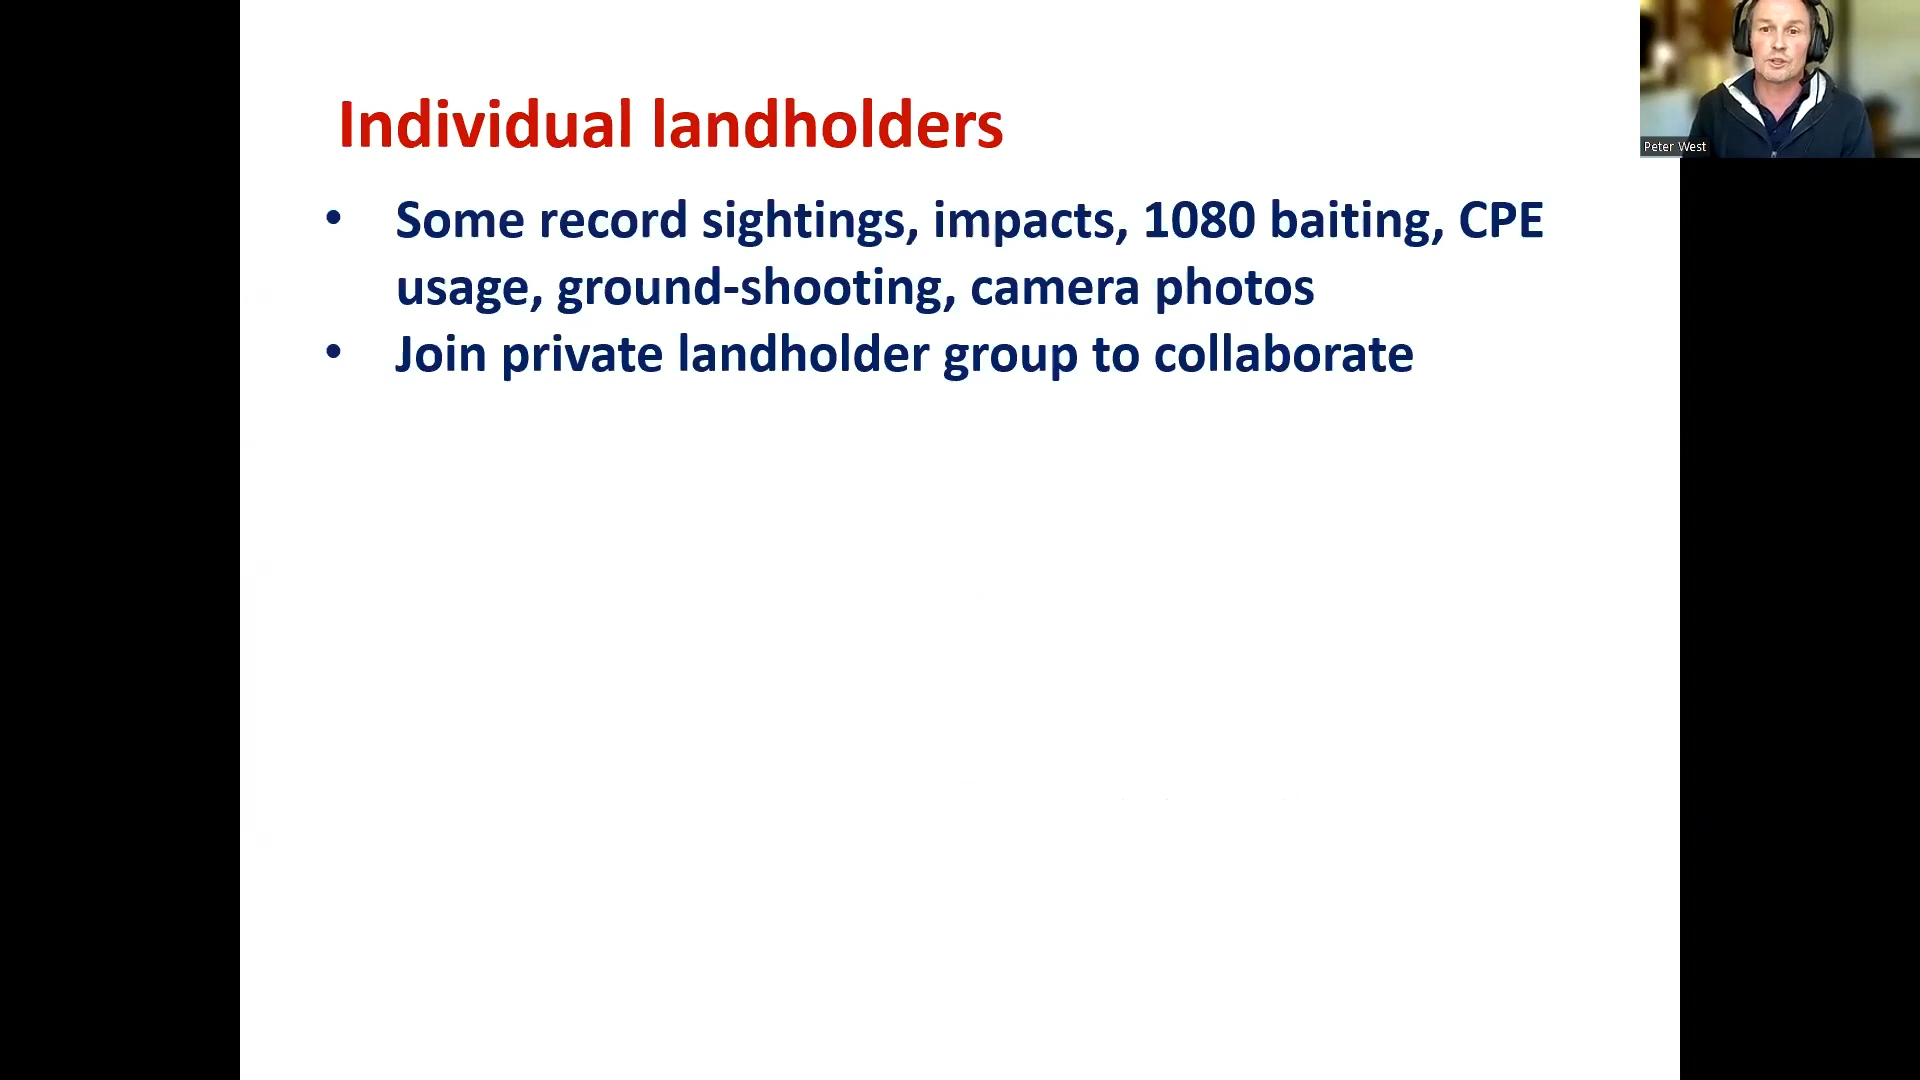 Individual landholders
• Some record sightings, impacts, 1080 baiting, CPE
usage, ground-shooting, camera photos
• Join private landholder group to collaborate
Peter West